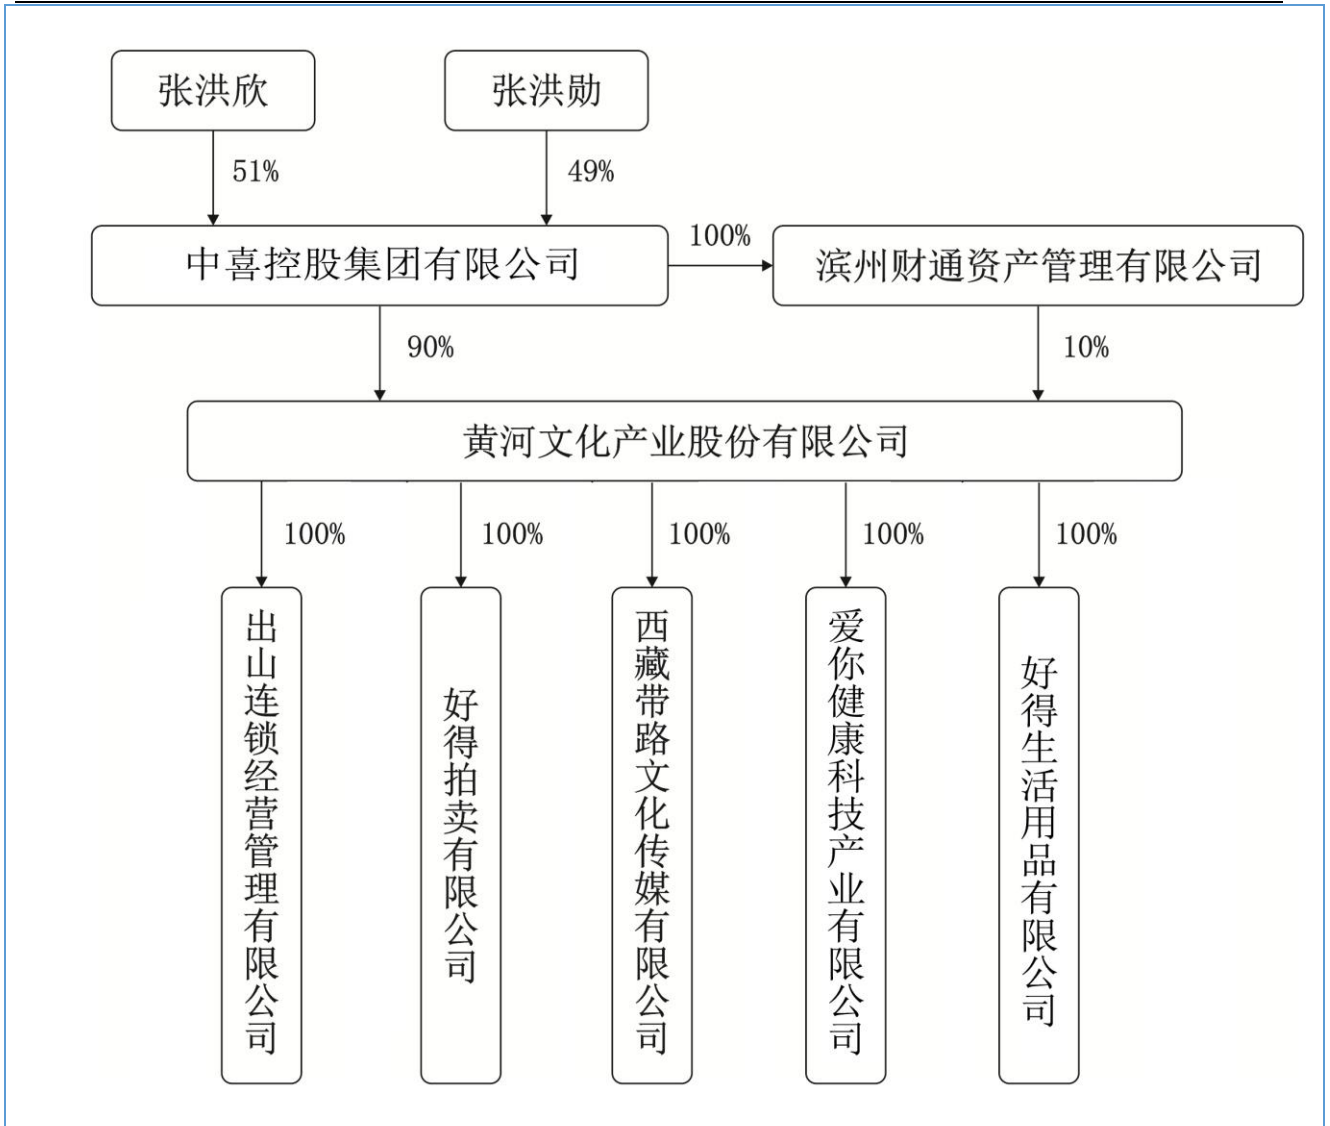 张洪欣
张洪勋
51%
49%
中喜控股集团有限公司
100%
滨州财通资产管理有限公司
90%
10%
黄河文化产业股份有限公司
100%
100%
100%
100%
100%
出山连锁经营管理有限公司
好得拍卖有限公司
西藏带路文化传媒有限公司
爱你健康科技产业有限公司
好得生活用品有限公司